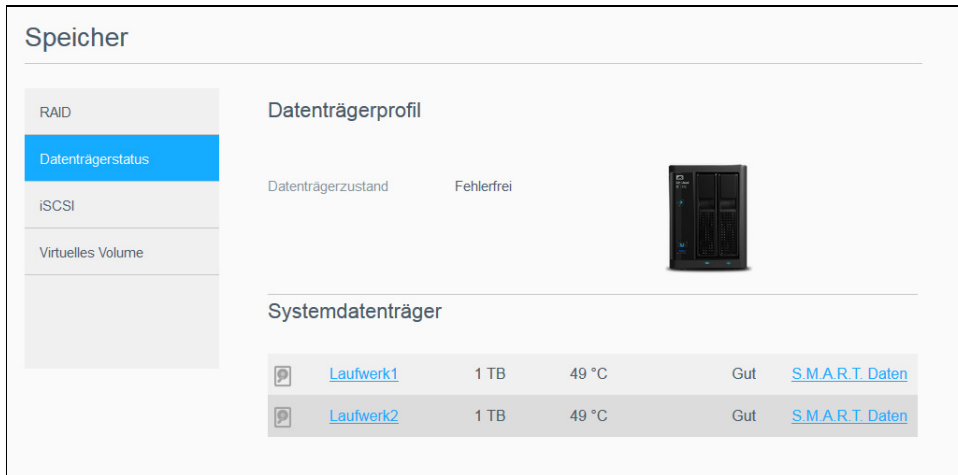 Speicher
RAID
Datenträgerstatus
iSCSI
Virtuelles Volume
Datenträgerprofil
Datenträgerzustand Fehlerfrei
Systemdatenträger
Laufwerk1 1 TB 49 °C Gut S.M.A.R.T. Daten
Laufwerk2 1 TB 49 °C Gut S.M.A.R.T. Daten